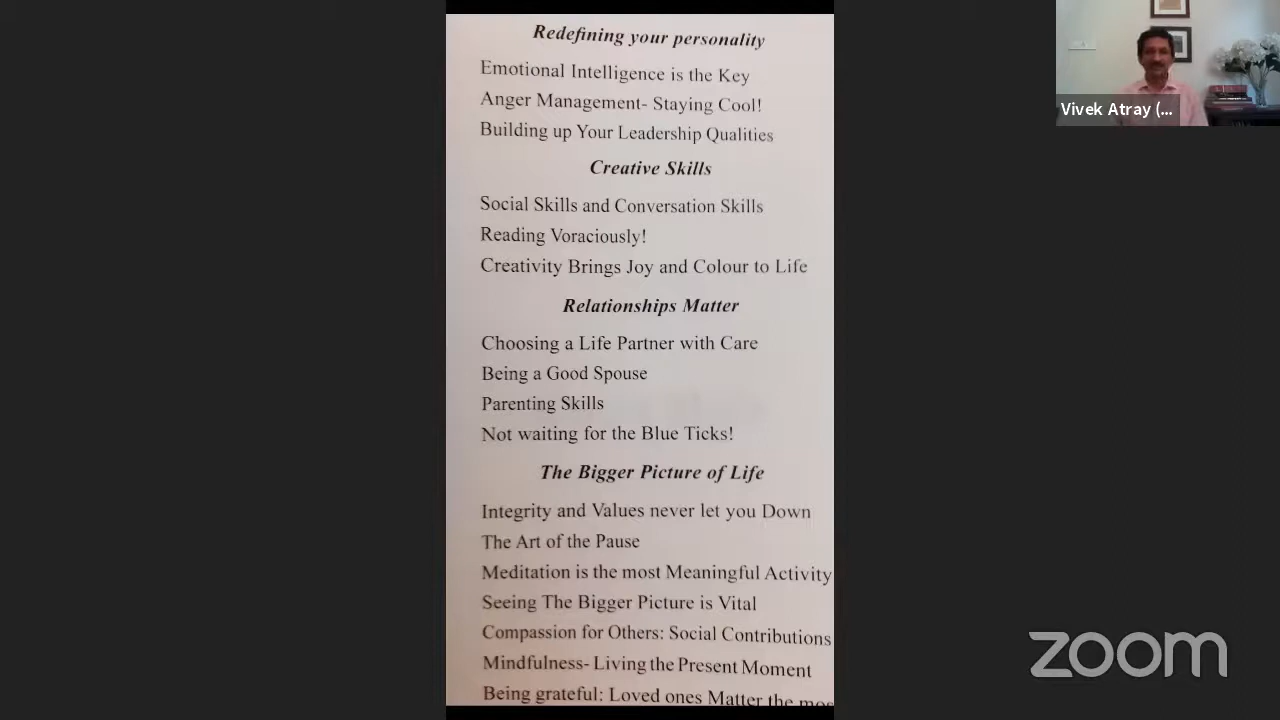 Redefining your personality
Emotional Intelligence is the Key
Anger Management- Staying Cool!
Building up Your Leadership Qualities
Creative Skills
Social Skills and Conversation Skills
Reading Voraciously!
Creativity Brings Joy and Colour to Life
Relationships Matter
Choosing a Life Partner with Care
Being a Good Spouse
Parenting Skills
Not waiting for the Blue Ticks!
The Bigger Picture of Life
Integrity and Values never let you Down
The Art of the Pause
Meditation is the most Meaningful Activity
Seeing The Bigger Picture is Vital
Compassion for Others: Social Contributions
Mindfulness- Living the Present Moment
Being grateful: Loved ones Matter the
Vivek Atray (...
zoom